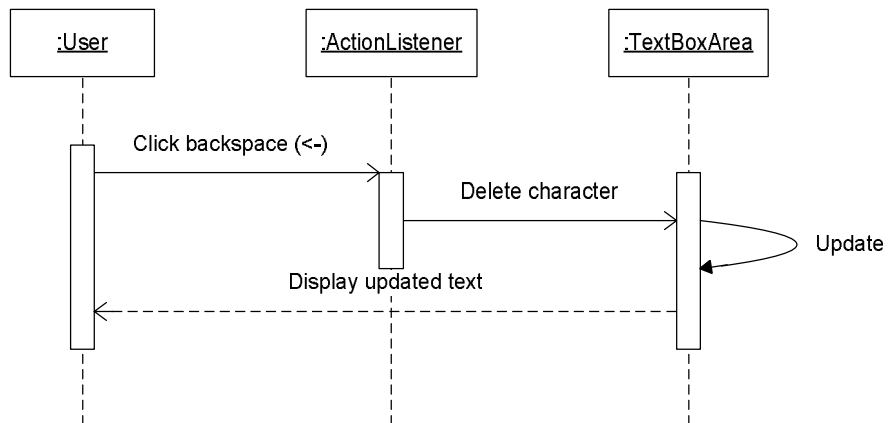 :User
:ActionListener
:TextBoxArea
Click backspace (<-)
Delete character
Update
Display updated text